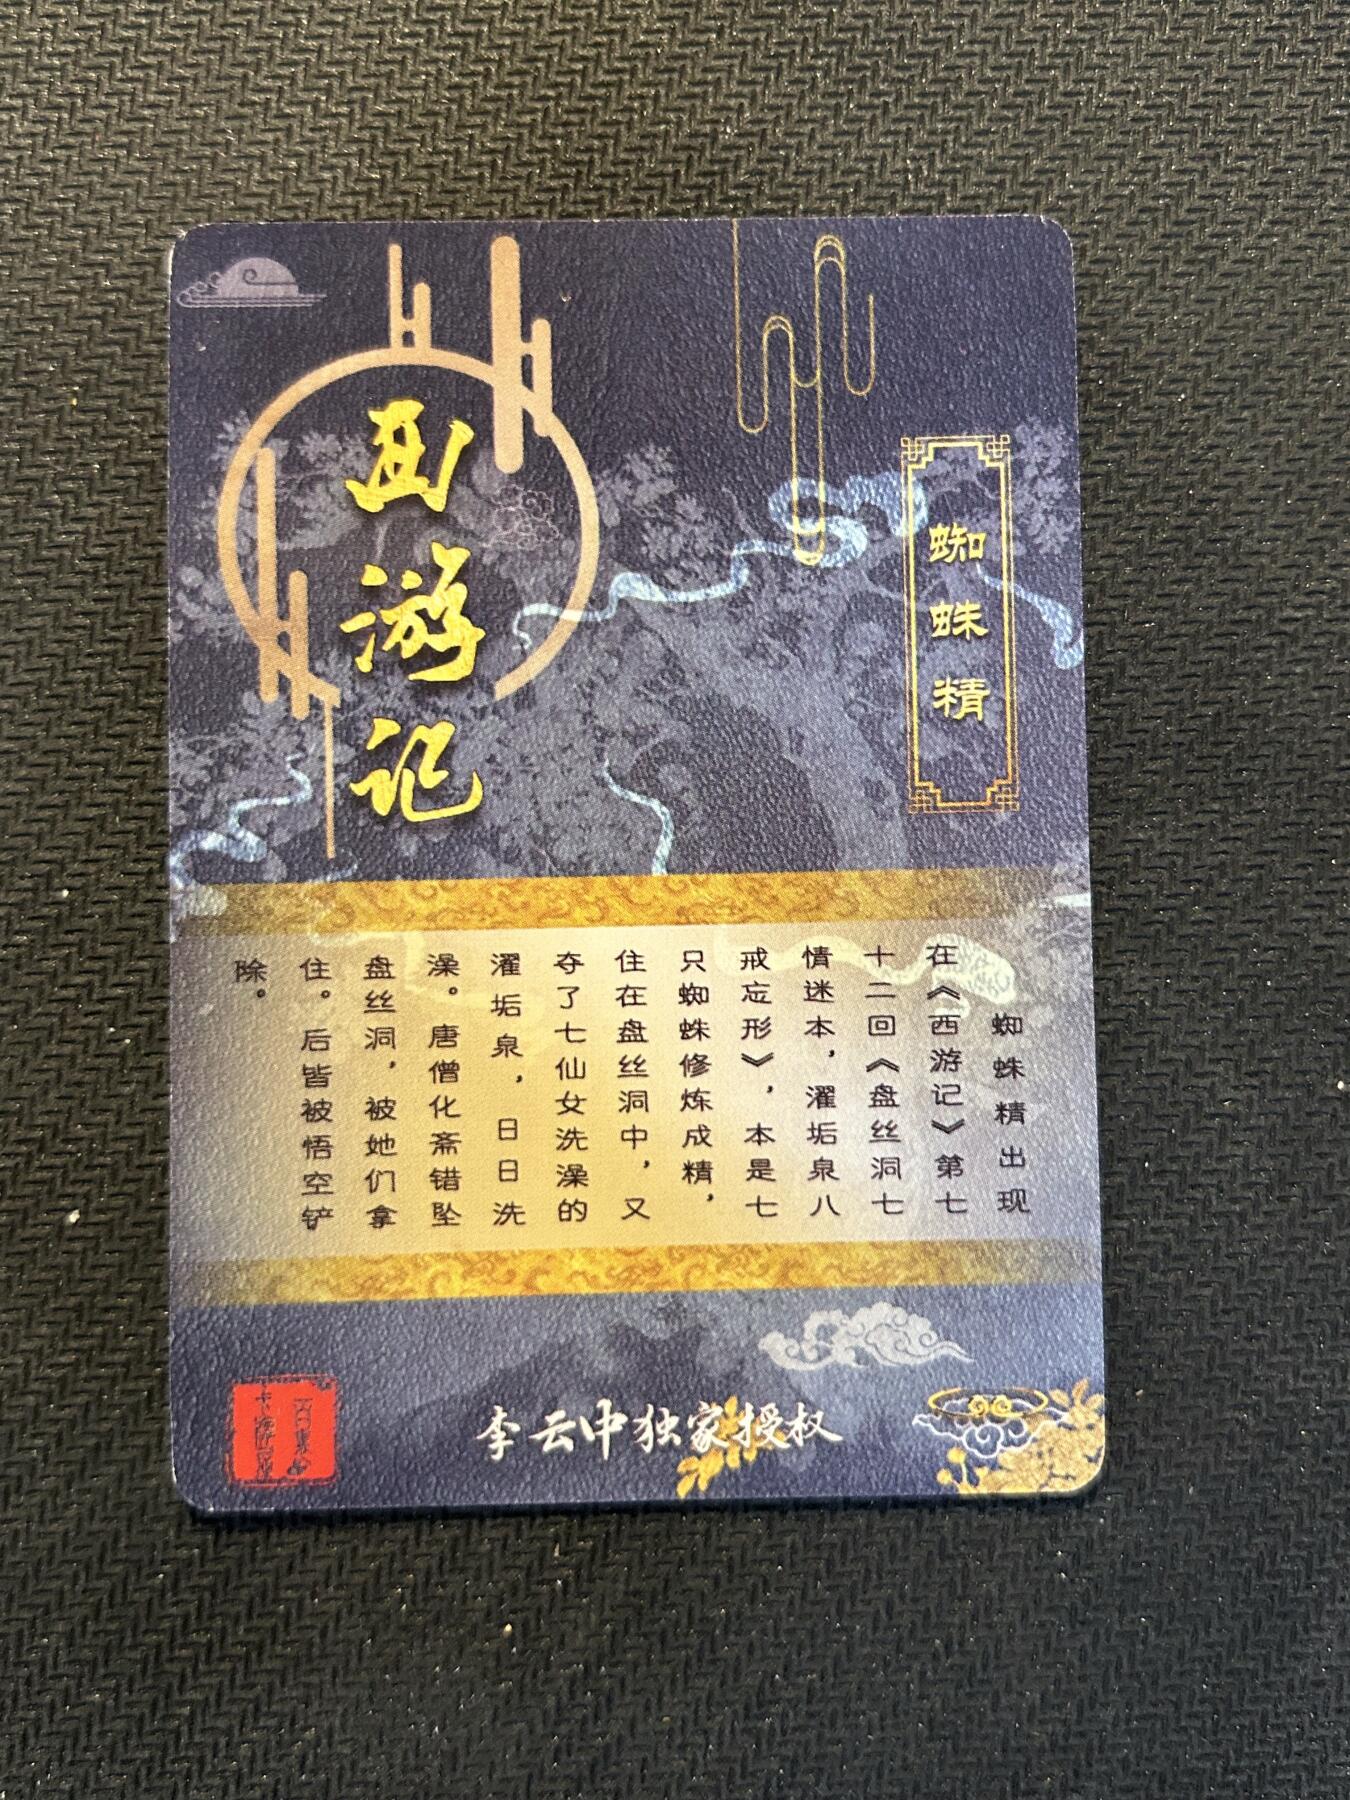 西游记
蜘蛛精
蜘蛛精出现
在《西游记》第七
十二回《盘丝洞七
情迷本，濯垢泉八
戒忘形》，本是七
只蜘蛛修炼成精，
住在盘丝洞中，又
夺了七仙女洗澡的
濯垢泉，日日洗
澡。唐僧化斋错坠
盘丝洞，被她们拿
住。后皆被悟空铲
除。
李云中独家授权